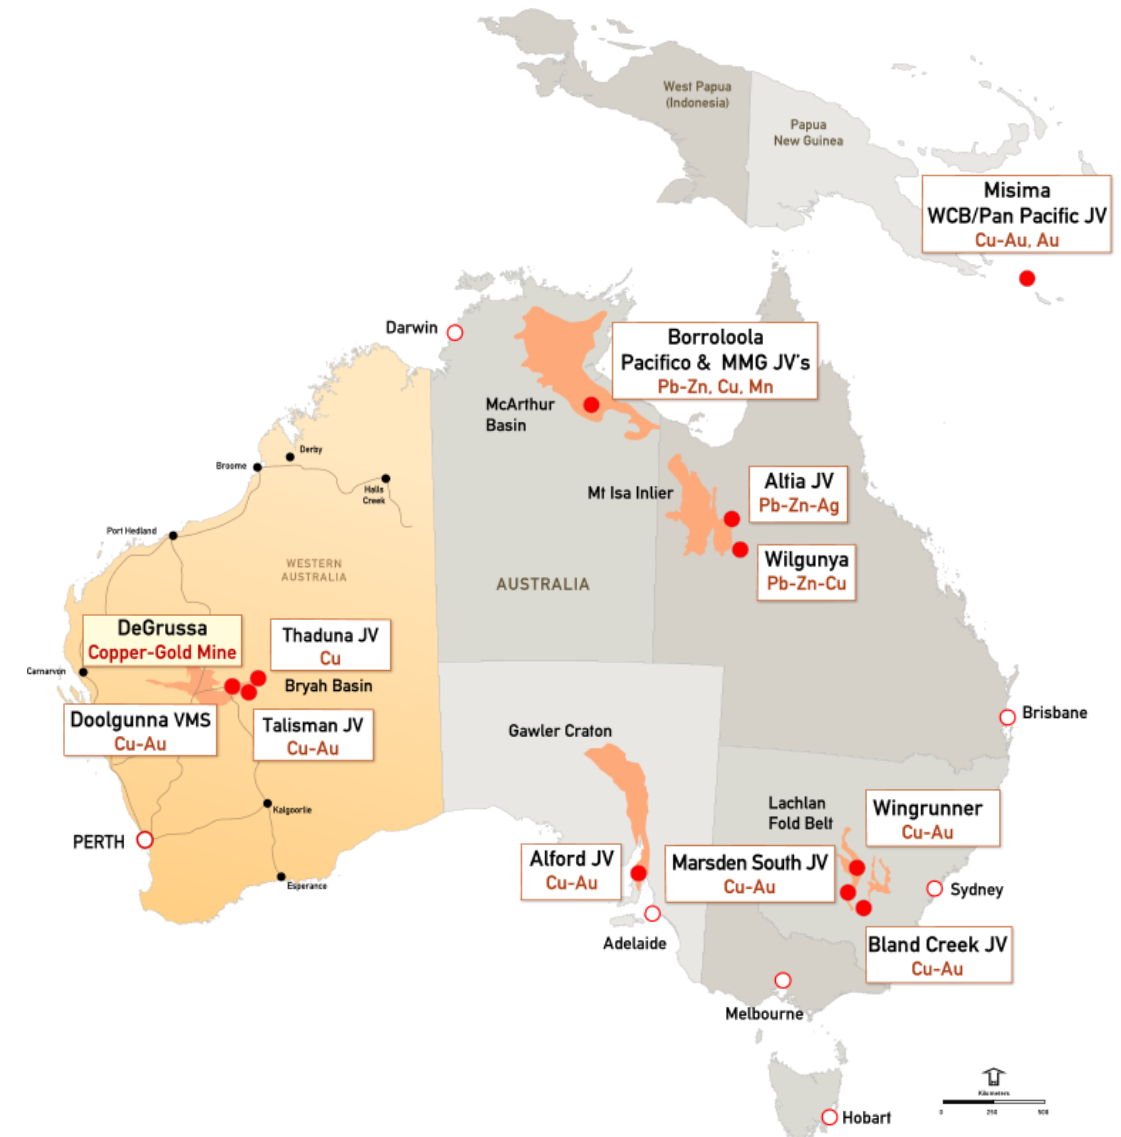 West Papua
(Indonesia)
Papua
New Guinea
Misima
WCB/Pan Pacific JV
Cu-Au, Au
Darwin
Borroloola
Pacifico & MMG JV's
Pb-Zn, Cu, Mn
McArthur
Basin
Derby
Broome
Halls
Creek
Mt Isa Inlier
Altia JV
Pb-Zn-Ag
Port Hedland
WESTERN
AUSTRALIA
AUSTRALIA
Wilgunya
Pb-Zn-Cu
DeGrussa
Copper-Gold Mine
Thaduna JV
Cu
Carnarvon
Bryah Basin
Doolgunna VMS
Cu-Au
Talisman JV
Cu-Au
Brisbane
Gawler Craton
Kalgoorlie
Lachlan
Fold Belt
Wingrunner
Cu-Au
PERTH
Alford JV
Cu-Au
Marsden South JV
Cu-Au
Esperance
Sydney
Adelaide
Bland Creek JV
Cu-Au
Melbourne
Kilometers
0 250 500
Hobart